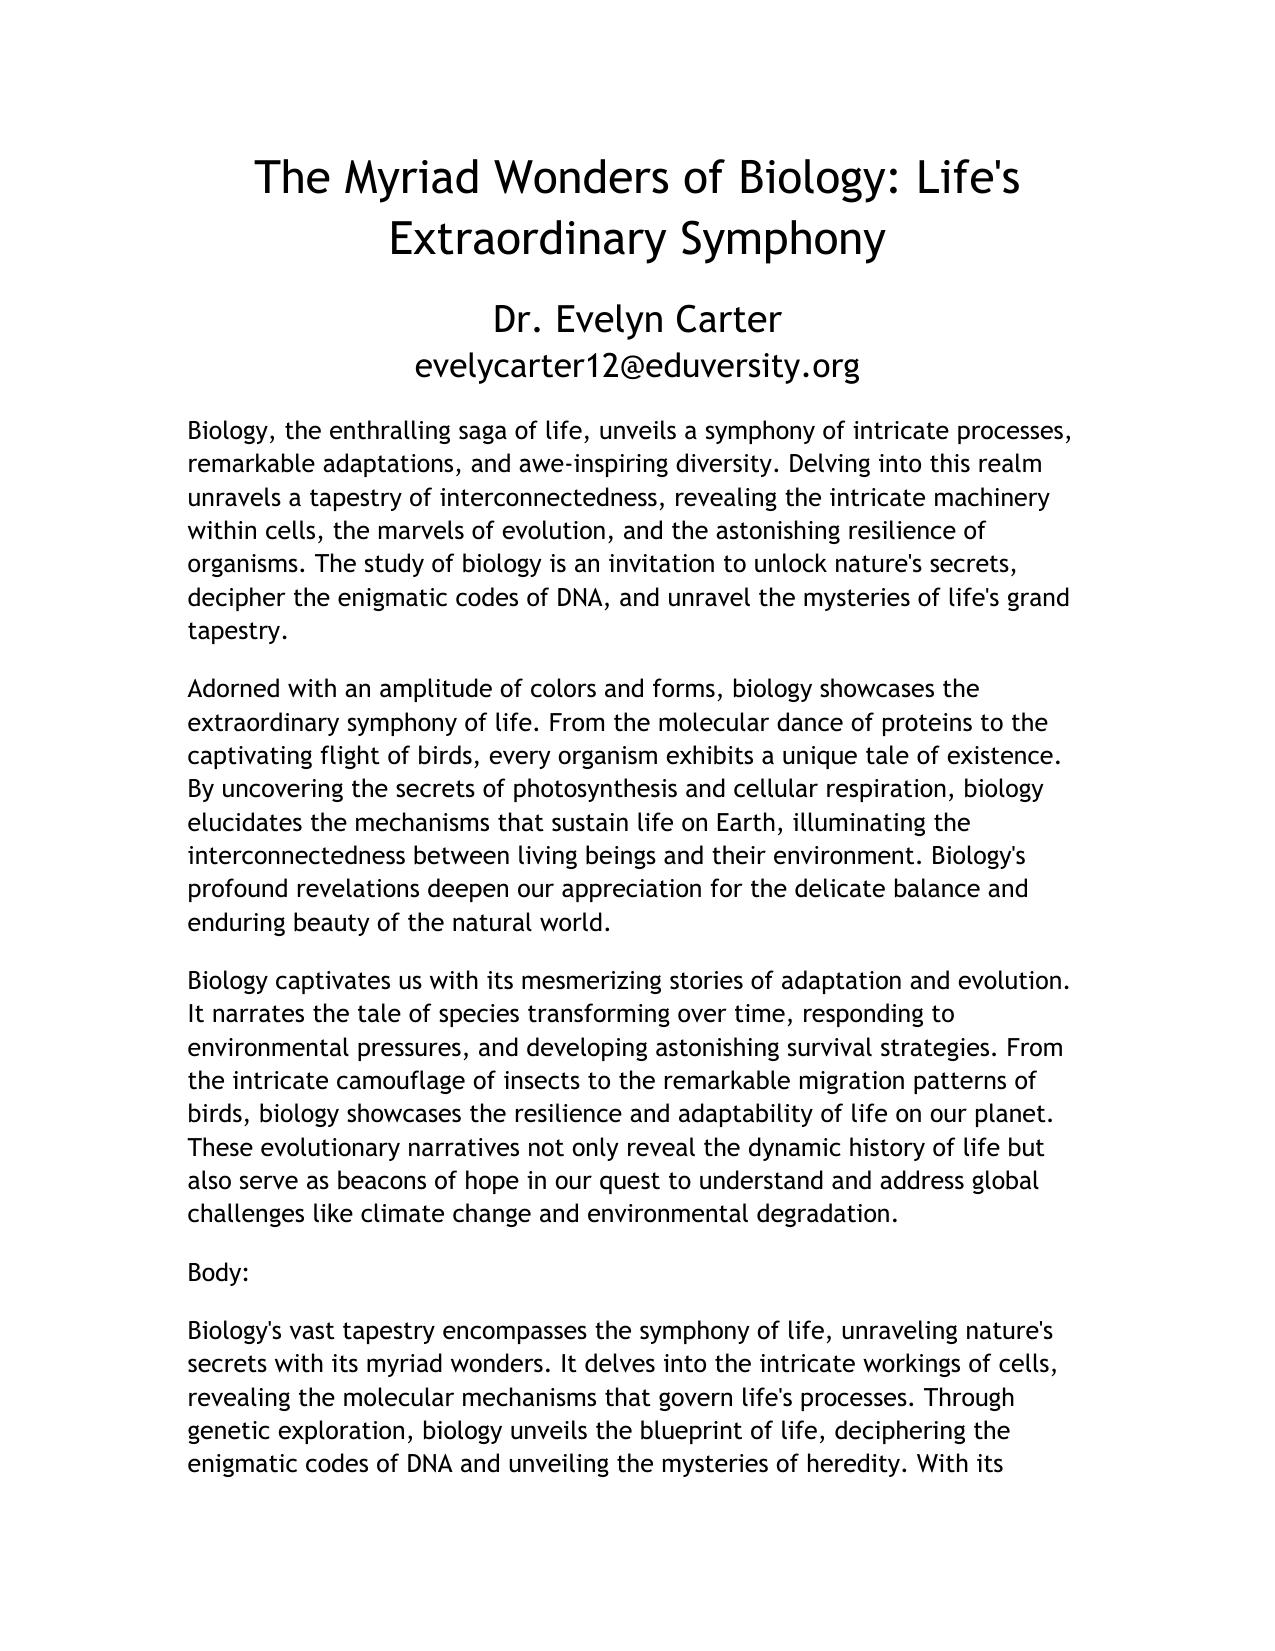 The Myriad Wonders of Biology: Life's
Extraordinary Symphony
Dr. Evelyn Carter
evelycarter12@eduversity.org
Biology, the enthralling saga of life, unveils a symphony of intricate processes,
remarkable adaptations, and awe-inspiring diversity. Delving into this realm
unravels a tapestry of interconnectedness, revealing the intricate machinery
within cells, the marvels of evolution, and the astonishing resilience of
organisms. The study of biology is an invitation to unlock nature's secrets,
decipher the enigmatic codes of DNA, and unravel the mysteries of life's grand
tapestry.
Adorned with an amplitude of colors and forms, biology showcases the
extraordinary symphony of life. From the molecular dance of proteins to the
captivating flight of birds, every organism exhibits a unique tale of existence.
By uncovering the secrets of photosynthesis and cellular respiration, biology
elucidates the mechanisms that sustain life on Earth, illuminating the
interconnectedness between living beings and their environment. Biology's
profound revelations deepen our appreciation for the delicate balance and
enduring beauty of the natural world.
Biology captivates us with its mesmerizing stories of adaptation and evolution.
It narrates the tale of species transforming over time, responding to
environmental pressures, and developing astonishing survival strategies. From
the intricate camouflage of insects to the remarkable migration patterns of
birds, biology showcases the resilience and adaptability of life on our planet.
These evolutionary narratives not only reveal the dynamic history of life but
also serve as beacons of hope in our quest to understand and address global
challenges like climate change and environmental degradation.
Body:
Biology's vast tapestry encompasses the symphony of life, unraveling nature's
secrets with its myriad wonders. It delves into the intricate workings of cells,
revealing the molecular mechanisms that govern life's processes. Through
genetic exploration, biology unveils the blueprint of life, deciphering the
enigmatic codes of DNA and unveiling the mysteries of heredity. With its